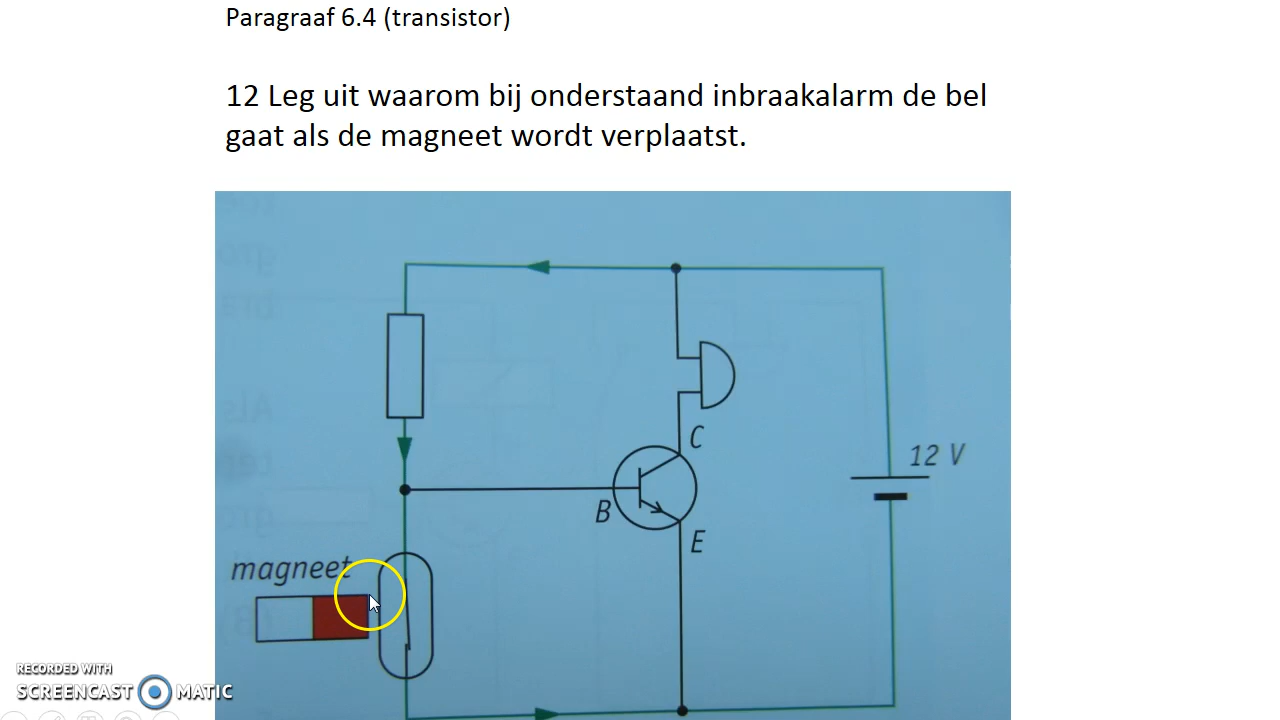 Paragraaf 6.4 (transistor)
12 Leg uit waarom bij onderstaand inbraakalarm de bel
gaat als de magneet wordt verplaatst.
C
12 V
B
E
magneet
RECORDED WITH
SCREENCAST MATIC